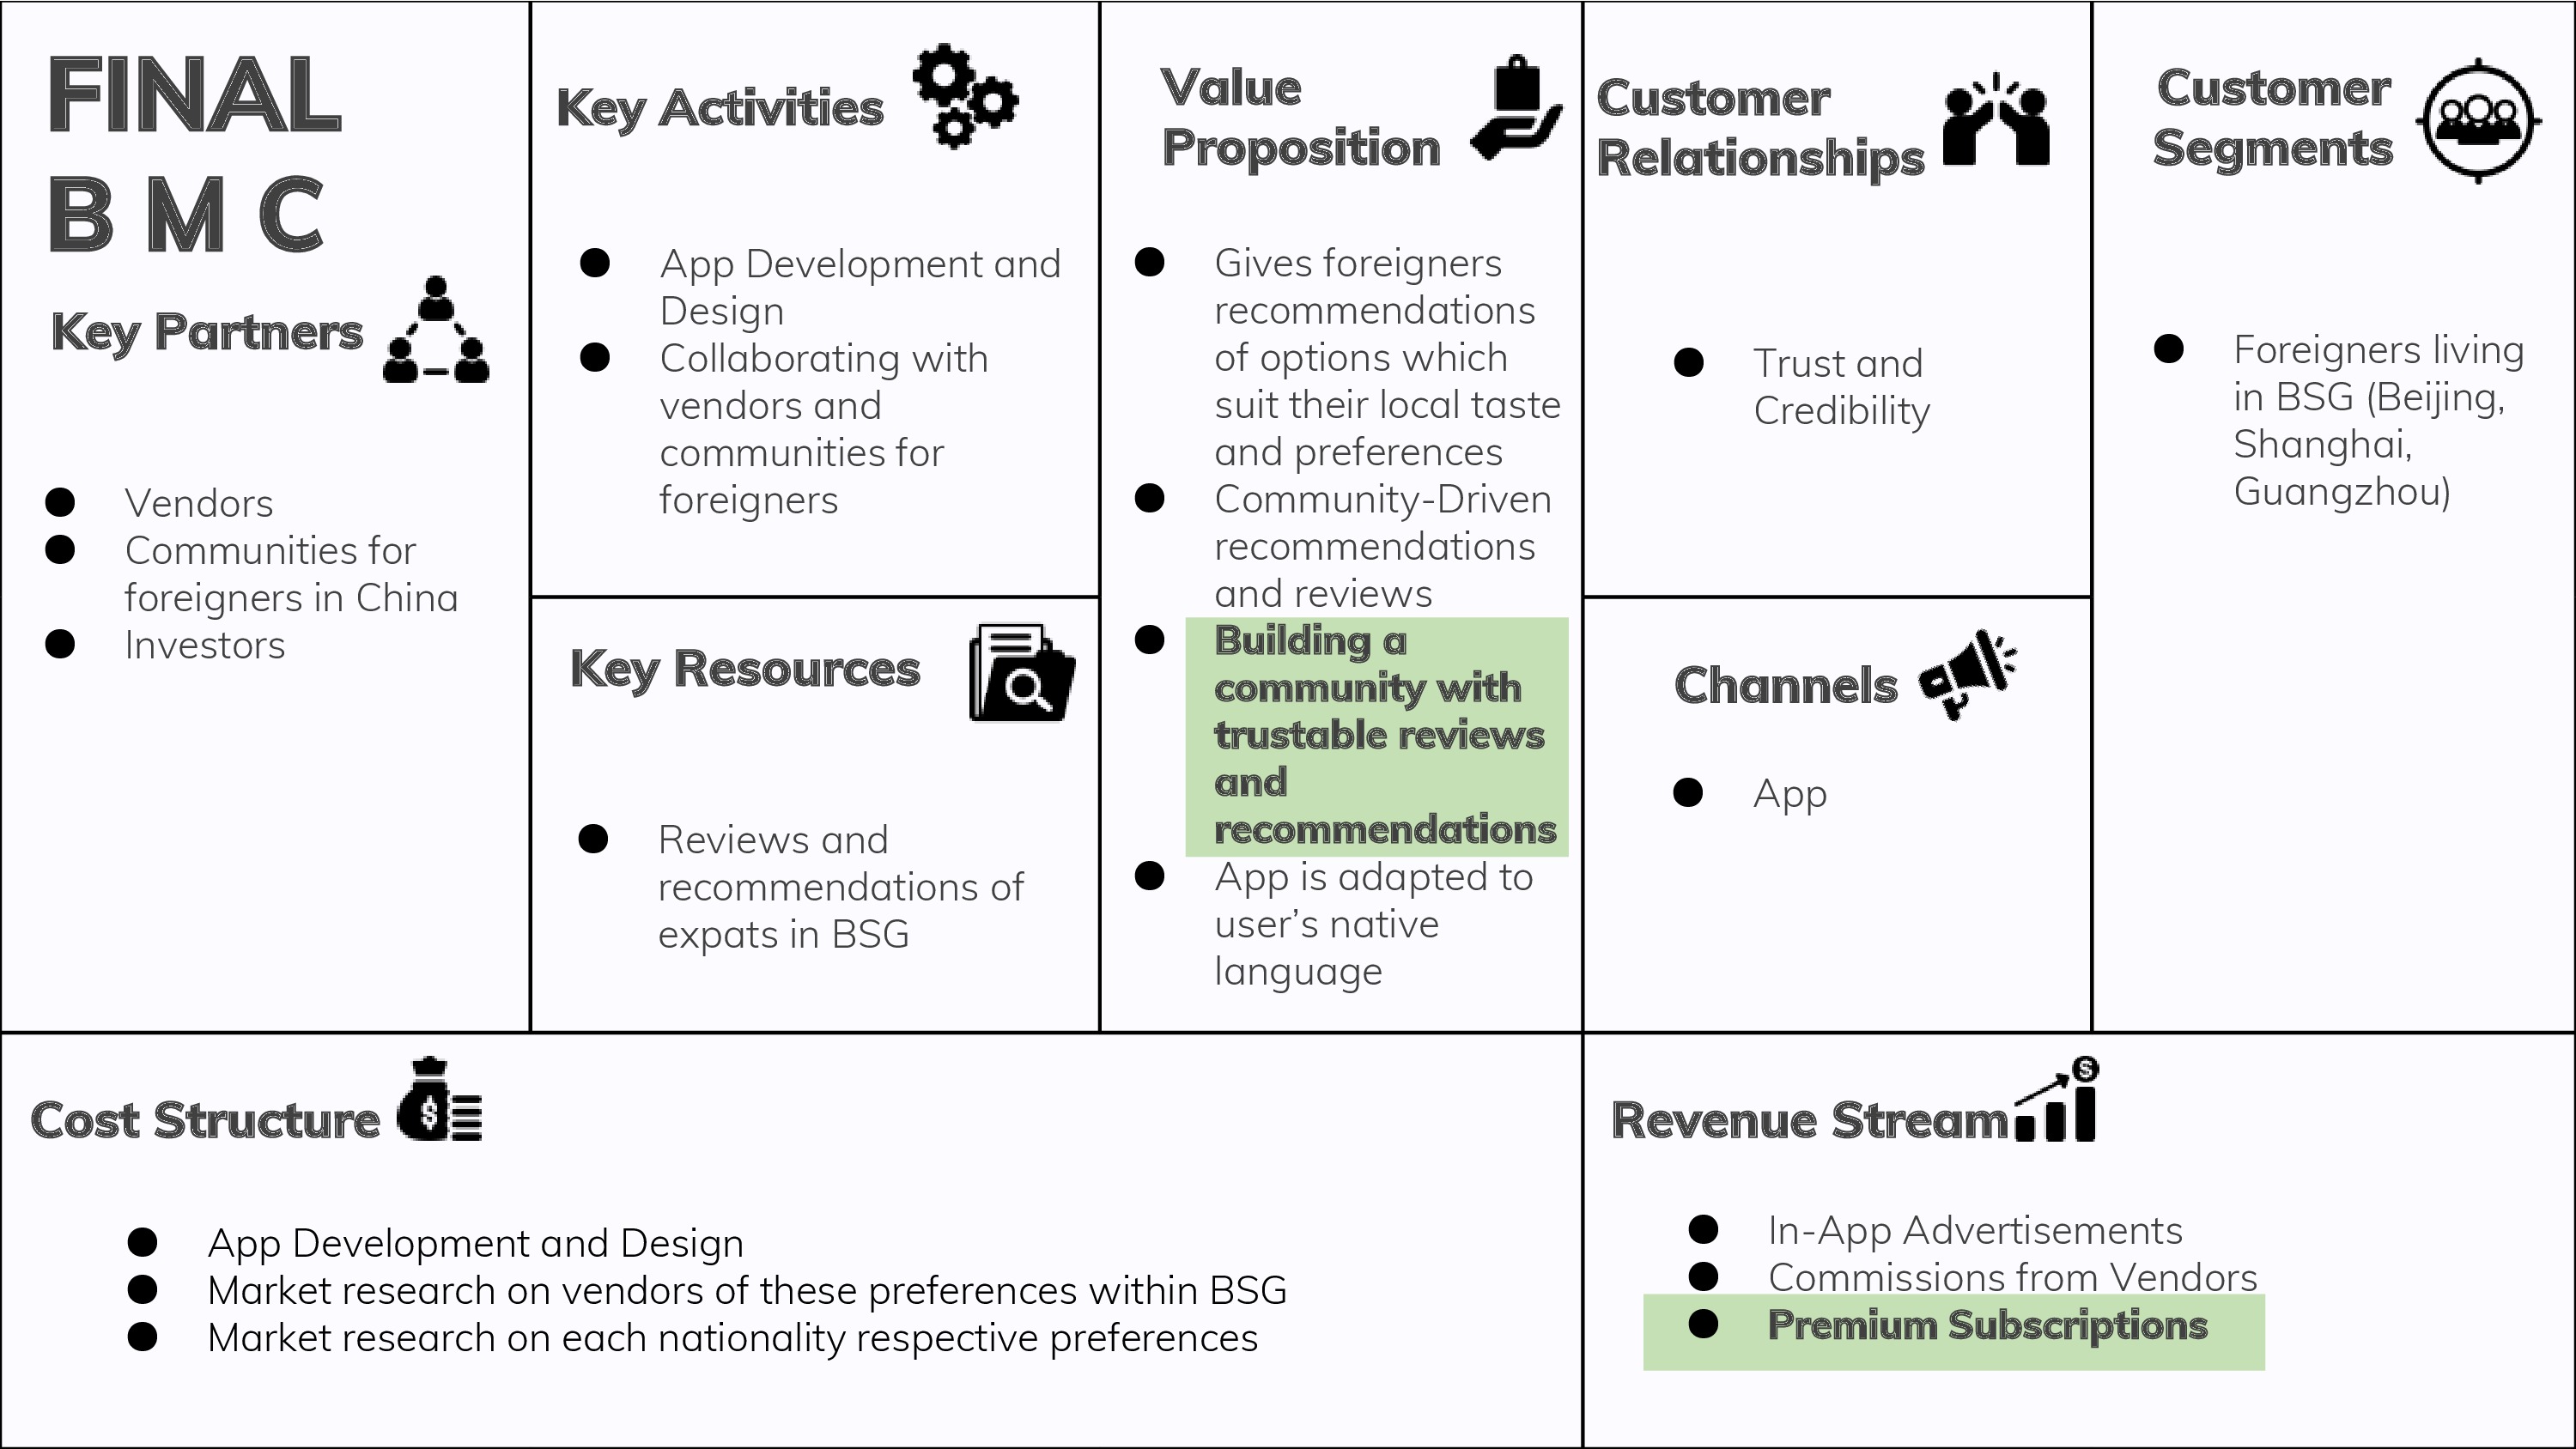 FINAL
B M C
Key Partners
Vendors
Communities for
foreigners in China
Investors
Key Activities
App Development and
Design
Collaborating with
vendors and
communities for
foreigners
Key Resources
Reviews and
recommendations of
expats in BSG
Value
Proposition
Gives foreigners
recommendations
of options which
suit their local taste
and preferences
Community-Driven
recommendations
and reviews
Building a
community with
trustable reviews
and
recommendations
App is adapted to
user’s native
language
Customer
Relationships
Trust and
Credibility
Channels
App
Customer
Segments
Foreigners living
in BSG (Beijing,
Shanghai,
Guangzhou)
Cost Structure
$
App Development and Design
Market research on vendors of these preferences within BSG
Market research on each nationality respective preferences
Revenue Stream
$
In-App Advertisements
Commissions from Vendors
Premium Subscriptions